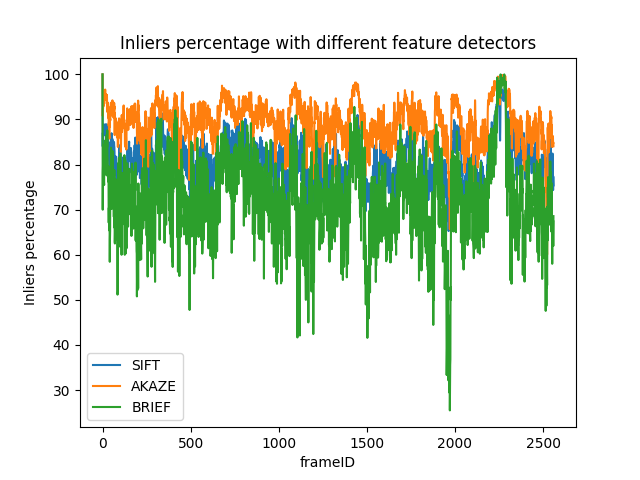 Inliers percentage with different feature detectors
100
90
80
70
60
50
40
30
Inliers percentage
SIFT
AKAZE
BRIEF
0 500 1000 1500 2000 2500
frameID